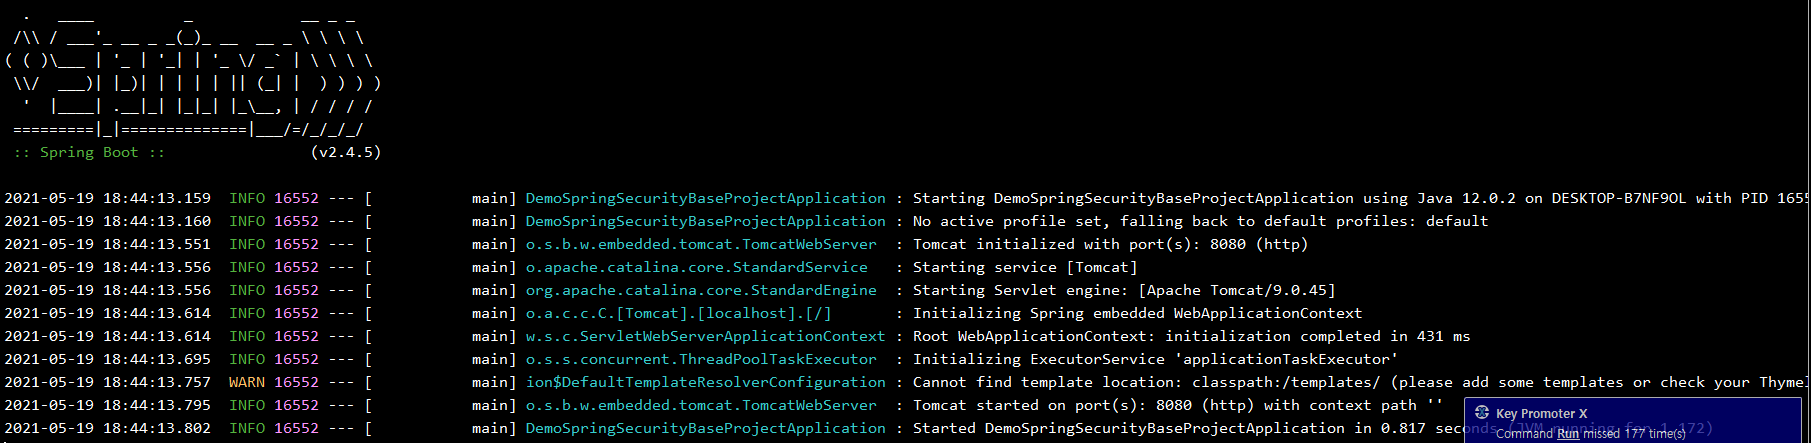 .   ____          _            __ _ _
 /\\ / ___'_ __ _ _(_)_ __  __ _ \ \ \ \
( ( )\___ | '_ | '_| | '_ \/ _` | \ \ \ \
 \\/  ___)| |_)| | | | | || (_| |  ) ) ) )
  '  |____| .__|_| |_|_| |_\__, | / / / /
 =========|_|==============|___/=/_/_/_/
 :: Spring Boot ::                (v2.4.5)
2021-05-19 18:44:13.159  INFO 16552 --- [           main] DemoSpringSecurityBaseProjectApplication : Starting DemoSpringSecurityBaseProjectApplication using Java 12.0.2 on DESKTOP-B7NF9OL with PID 1655
2021-05-19 18:44:13.160  INFO 16552 --- [           main] DemoSpringSecurityBaseProjectApplication : No active profile set, falling back to default profiles: default
2021-05-19 18:44:13.551  INFO 16552 --- [           main] o.s.b.w.embedded.tomcat.TomcatWebServer  : Tomcat initialized with port(s): 8080 (http)
2021-05-19 18:44:13.556  INFO 16552 --- [           main] o.apache.catalina.core.StandardService   : Starting service [Tomcat]
2021-05-19 18:44:13.556  INFO 16552 --- [           main] org.apache.catalina.core.StandardEngine  : Starting Servlet engine: [Apache Tomcat/9.0.45]
2021-05-19 18:44:13.614  INFO 16552 --- [           main] o.a.c.c.C.[Tomcat].[localhost].[/]       : Initializing Spring embedded WebApplicationContext
2021-05-19 18:44:13.614  INFO 16552 --- [           main] w.s.c.ServletWebServerApplicationContext : Root WebApplicationContext: initialization completed in 431 ms
2021-05-19 18:44:13.695  INFO 16552 --- [           main] o.s.s.concurrent.ThreadPoolTaskExecutor  : Initializing ExecutorService 'applicationTaskExecutor'
2021-05-19 18:44:13.757  WARN 16552 --- [           main] ion$DefaultTemplateResolverConfiguration : Cannot find template location: classpath:/templates/ (please add some templates or check your Thyme
2021-05-19 18:44:13.795  INFO 16552 --- [           main] o.s.b.w.embedded.tomcat.TomcatWebServer  : Tomcat started on port(s): 8080 (http) with context path ''
2021-05-19 18:44:13.802  INFO 16552 --- [           main] DemoSpringSecurityBaseProjectApplication : Started DemoSpringSecurityBaseProjectApplication in 0.817 seconds (JVM running for 1.172)
Key Promoter X
Command Run missed 177 time(s)